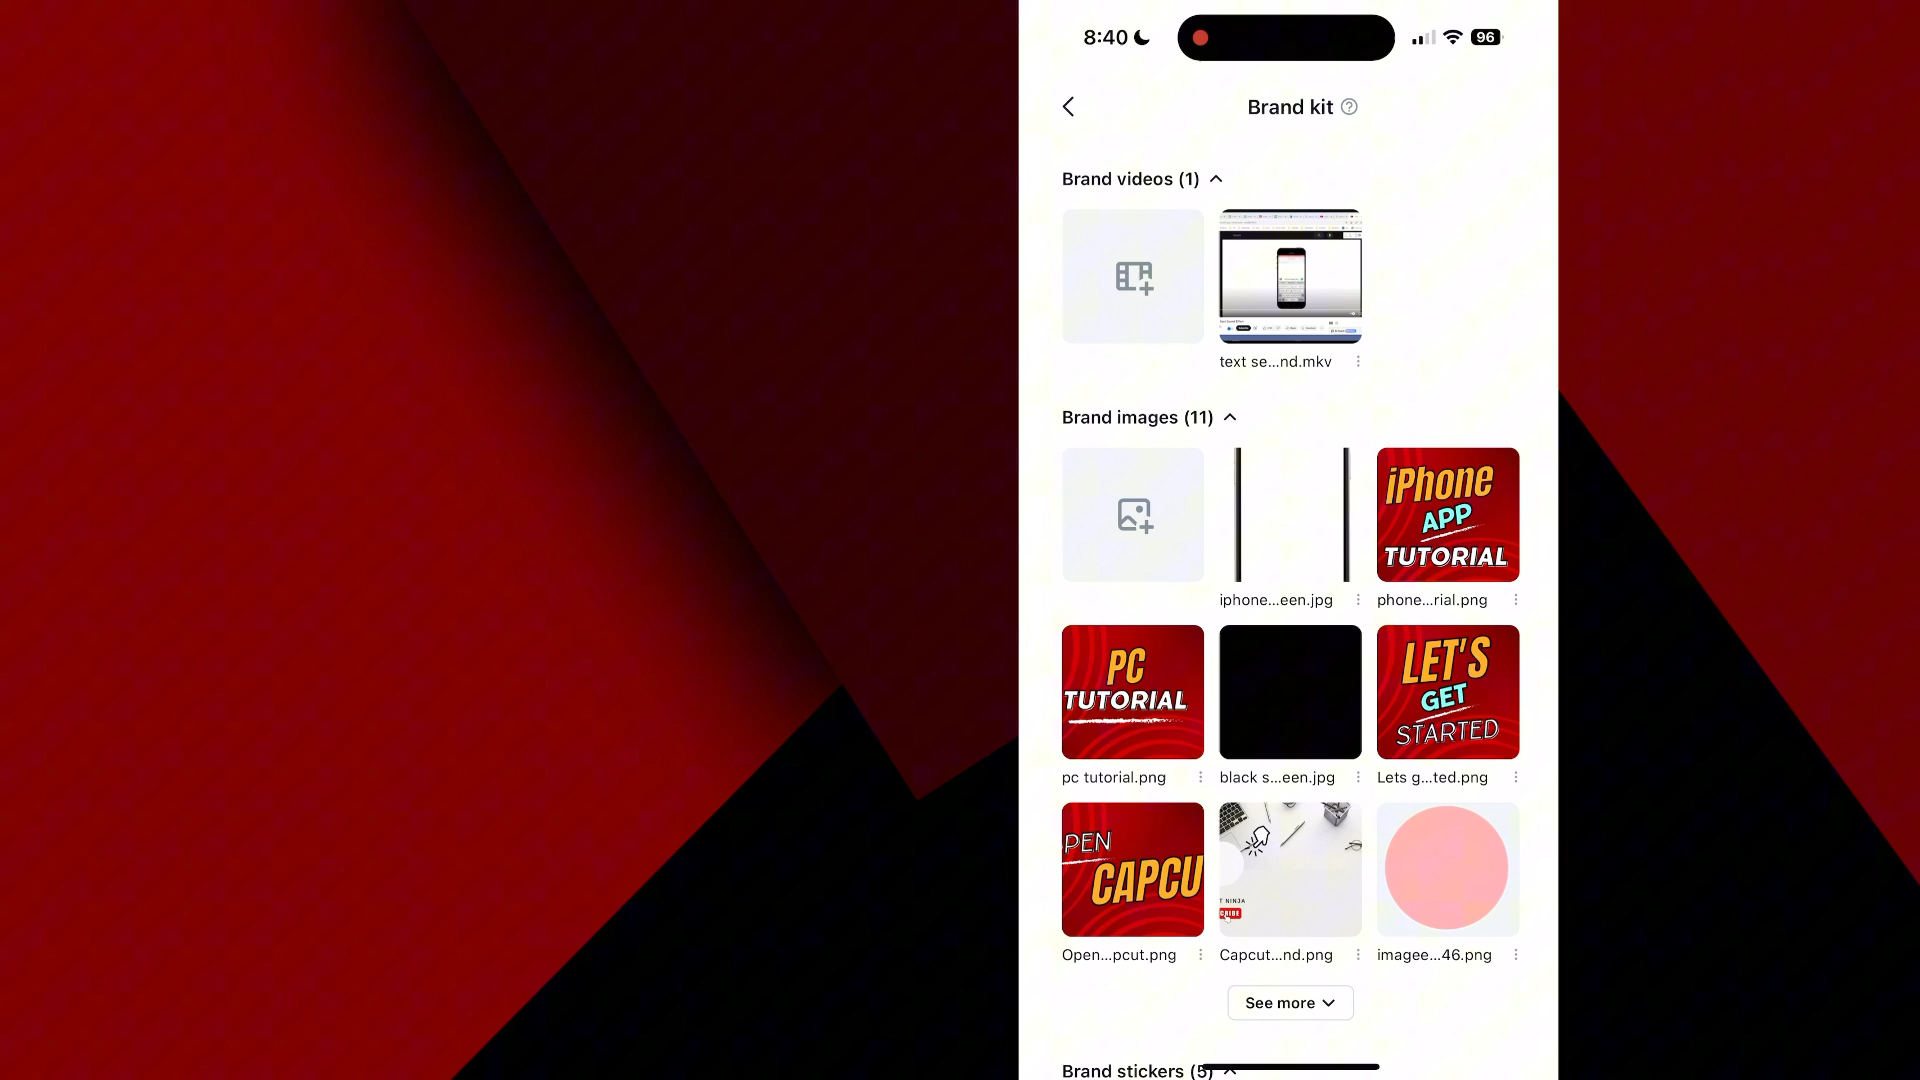 8:40
96
Brand kit
Brand videos (1)
text se...nd.mkv
Brand images (11)
iPhone
APP
TUTORIAL
iphone...een.jpg
phone...rial.png
PC
TUTORIAL
LET'S
GET
STARTED
pc tutorial.png
black s...een.jpg
Lets g...ted.png
PEN
CAPCU
T NINJA
CRIBE
Open...pcut.png
Capcut...nd.png
imagee...46.png
See more
Brand stickers (5)